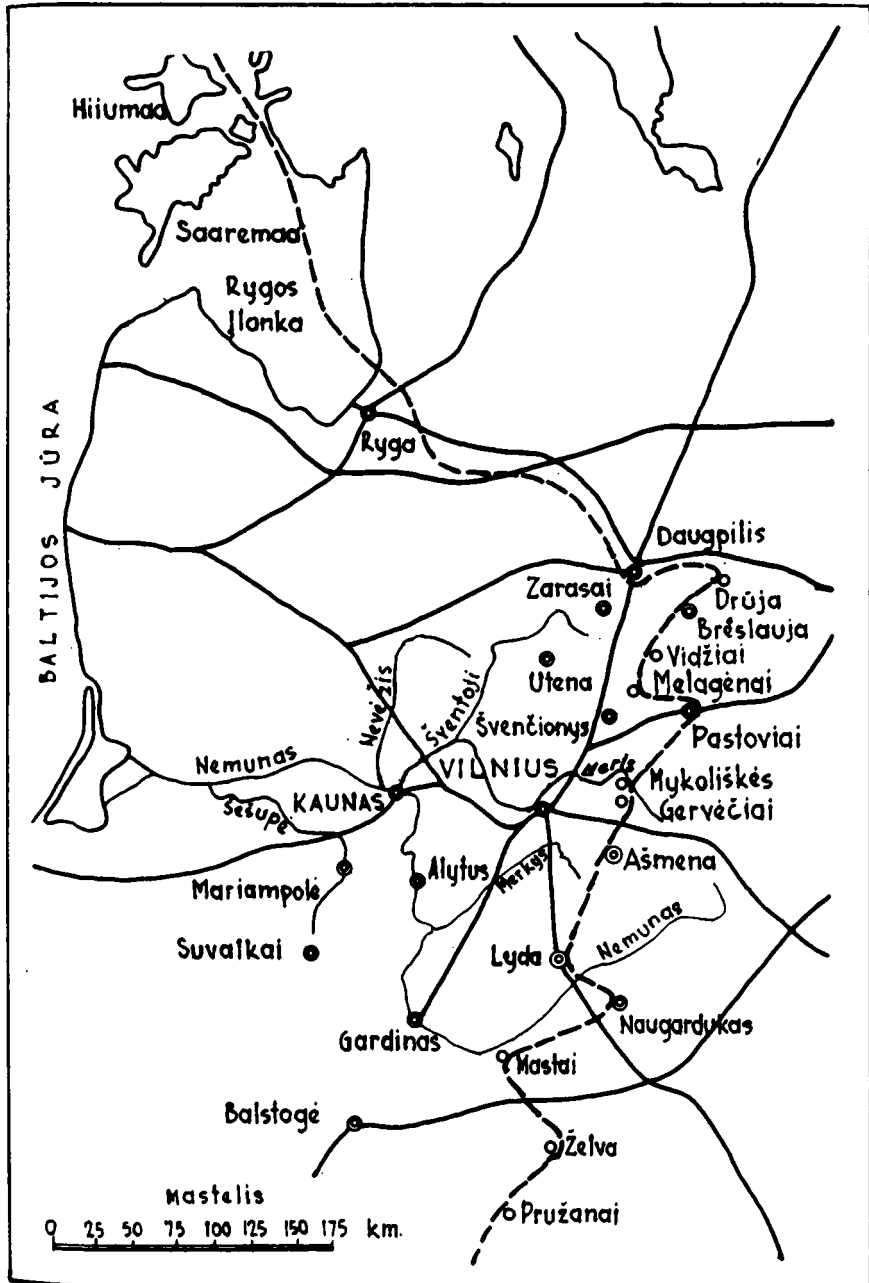 Hiiumaa
Saaremaa
Rygos
Įlanka
BALTIJOS JŪRA
Ryga
Daugpilis
Zarasai
Drūja
Brėslauja
Vidžiai
Utena
Melagėnai
Nevėžis
Šventoji
Švenčionys
Pastoviai
Nemunas
VILNIUS
Neris
Mykoliškės
KAUNAS
Gervėčiai
Šešupė
Ašmena
Mariampolė
Alytus
Merkys
Suvalkai
Lyda
Nemunas
Gardinas
Naugardukas
Mastai
Balstogė
Želva
Mastelis
Pružanai
0 25 50 75 100 125 150 175 km.